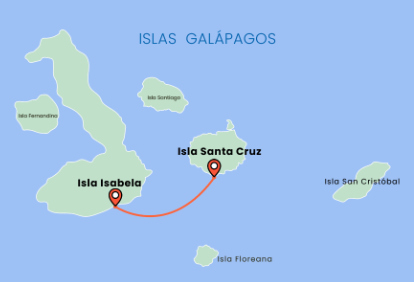 ISLAS GALÁPAGOS
Isla Santiago
Isla Fernandina
Isla Santa Cruz
Isla Isabela
Isla San Cristóbal
Isla Floreana